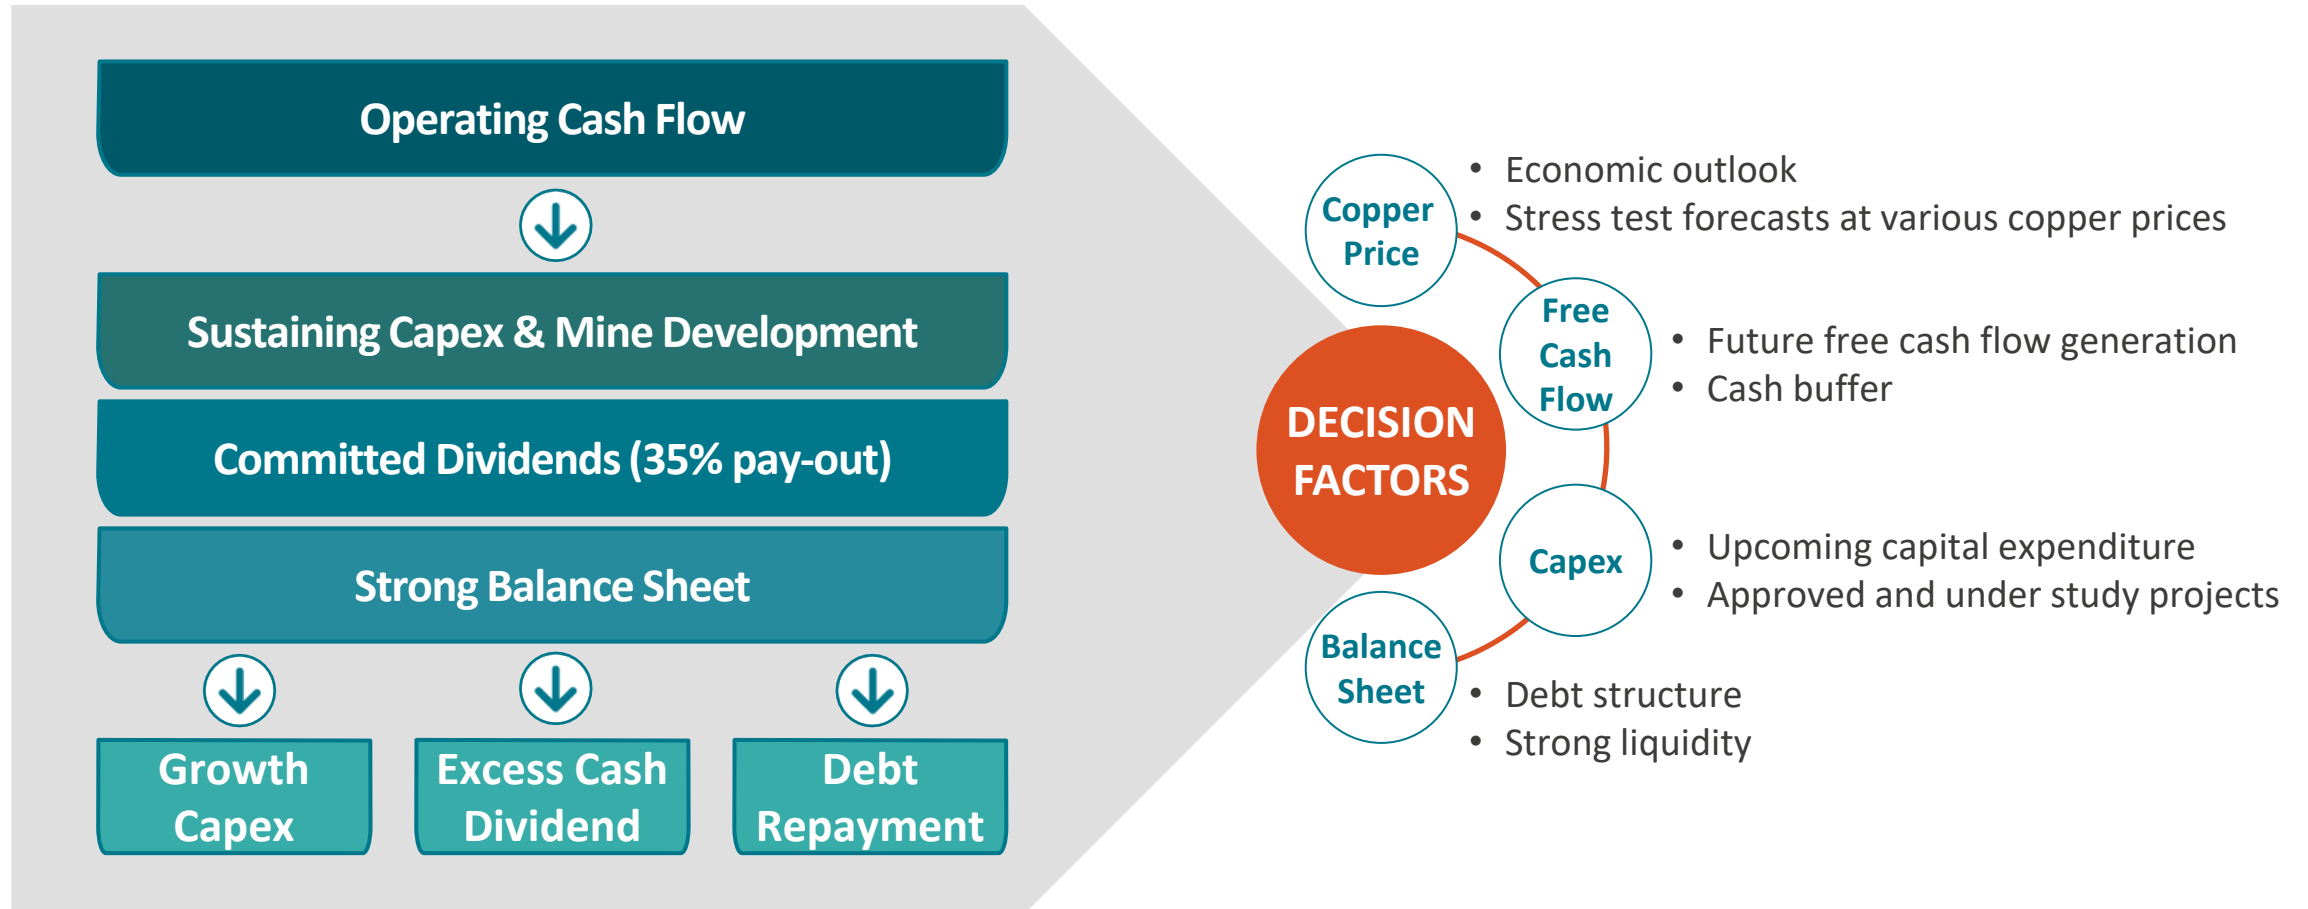 Operating Cash Flow
Sustaining Capex & Mine Development
Committed Dividends (35% pay-out)
Strong Balance Sheet
Growth
Capex
Excess Cash
Dividend
Debt
Repayment
DECISION
FACTORS
Copper
Price
• Economic outlook
• Stress test forecasts at various copper prices
Free
Cash
Flow
• Future free cash flow generation
• Cash buffer
Capex
• Upcoming capital expenditure
• Approved and under study projects
Balance
Sheet
• Debt structure
• Strong liquidity